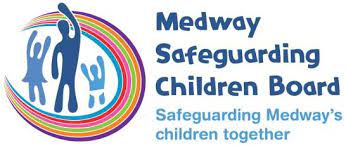 Medway
Safeguarding
Children Board
Safeguarding Medway's
children together